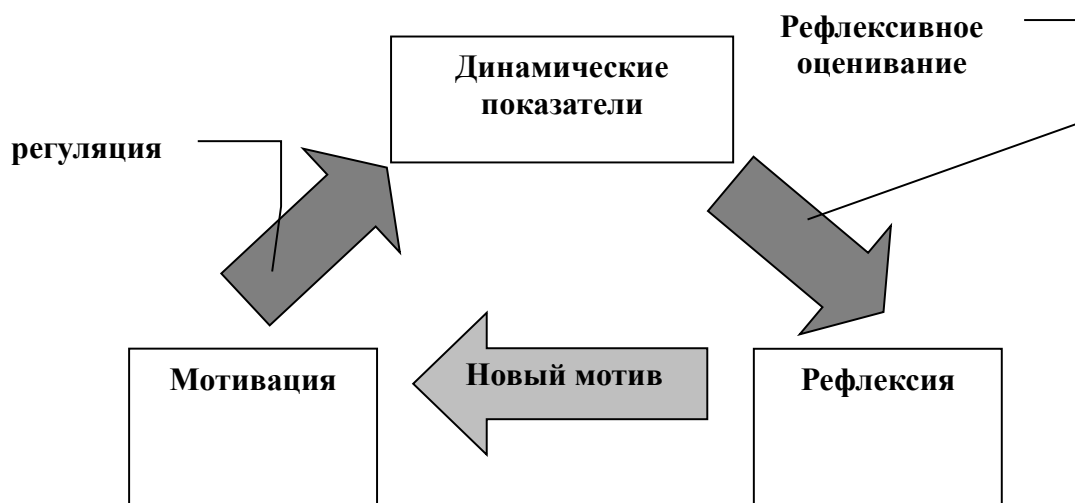 Рефлексивное
оценивание
Динамические
показатели
регуляция
Мотивация
Новый мотив
Рефлексия